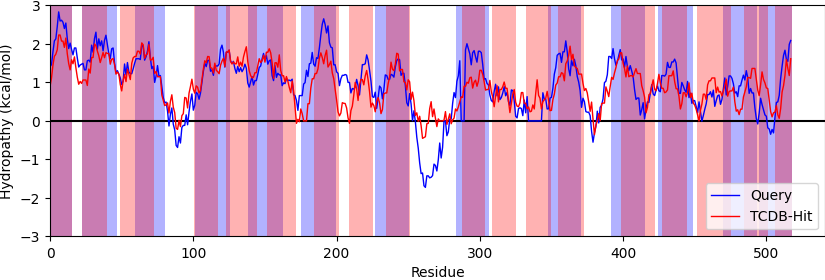 3
2
1
0
−1
−2
−3
Hydropathy (kcal/mol)
0 100 200 300 400 500
Residue
Query
TCDB-Hit